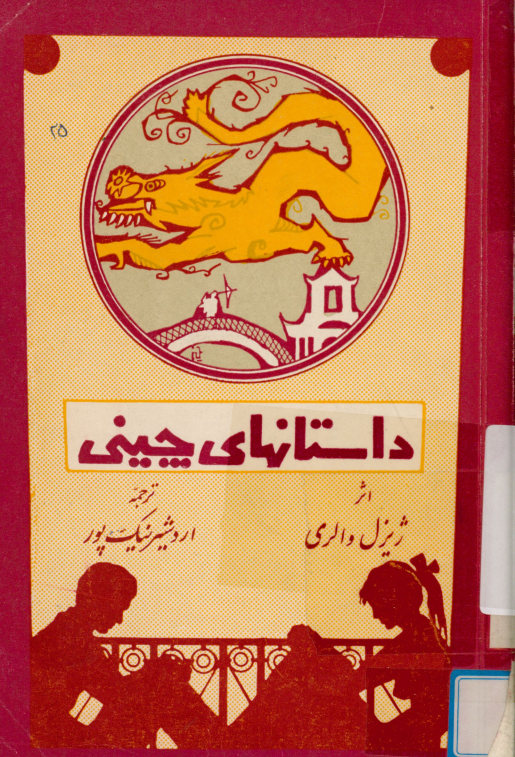 ۲۵
داستانهای چینی
اثر
ژیزل والری
ترجمهٔ
اردشیر نیک پور